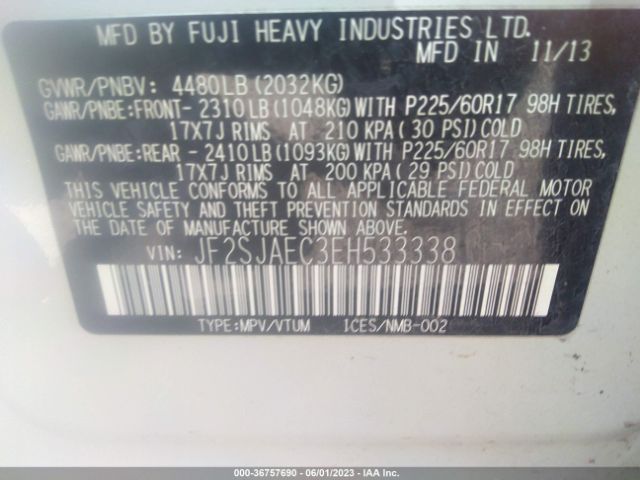 MFD BY FUJI HEAVY INDUSTRIES LTD.
MFD IN 11/13
GVWR/PNBV: 4480LB(2032KG)
GAWR/PNBE:FRONT- 2310LB(1048KG)WITH P225/60R17 98H TIRES,
17X7J RIMS AT 210 KPA( 30 PSI)COLD
GAWR/PNBE:REAR - 2410LB(1093KG)WITH P225/60R17 98H TIRES,
17X7J RIMS AT 200 KPA( 29 PSI)COLD
THIS VEHICLE CONFORMS TO ALL APPLICABLE FEDERAL MOTOR
VEHICLE SAFETY AND THEFT PREVENTION STANDARDS IN EFFECT ON
THE DATE OF MANUFACTURE SHOWN ABOVE.
VIN: JF2SJAEC3EH533338
TYPE:MPV/VTUM 1CES/NMB-002
000-36757690 - 06/01/2023 - IAAI.COM